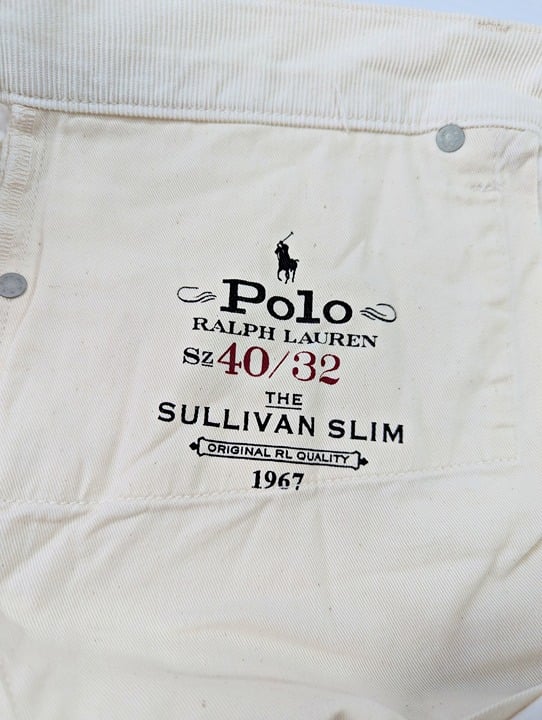 Polo
RALPH LAUREN
Sz 40/32
THE
SULLIVAN SLIM
ORIGINAL RL QUALITY
1967